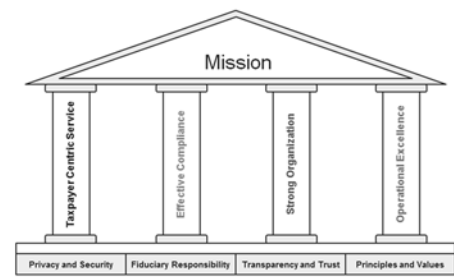 Mission
Taxpayer Centric Service
Effective Compliance
Strong Organization
Operational Excellence
Privacy and Security
Fiduciary Responsibility
Transparency and Trust
Principles and Values